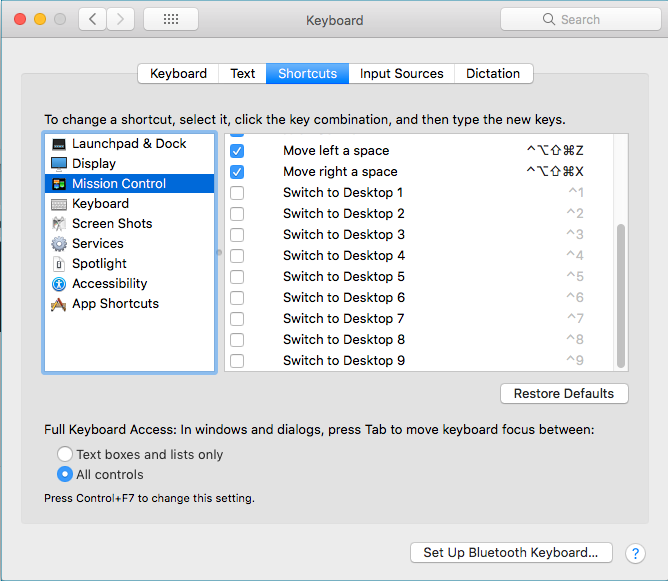 Keyboard
Search
Keyboard Text Shortcuts Input Sources Dictation
To change a shortcut, select it, click the key combination, and then type the new keys.
Launchpad & Dock
Display
Mission Control
Keyboard
Screen Shots
Services
Spotlight
Accessibility
App Shortcuts
Move left a space ^⌥⇧⌘Z
Move right a space ^⌥⇧⌘X
Switch to Desktop 1 ^1
Switch to Desktop 2 ^2
Switch to Desktop 3 ^3
Switch to Desktop 4 ^4
Switch to Desktop 5 ^5
Switch to Desktop 6 ^6
Switch to Desktop 7 ^7
Switch to Desktop 8 ^8
Switch to Desktop 9 ^9
Restore Defaults
Full Keyboard Access: In windows and dialogs, press Tab to move keyboard focus between:
Text boxes and lists only
All controls
Press Control+F7 to change this setting.
Set Up Bluetooth Keyboard... ?